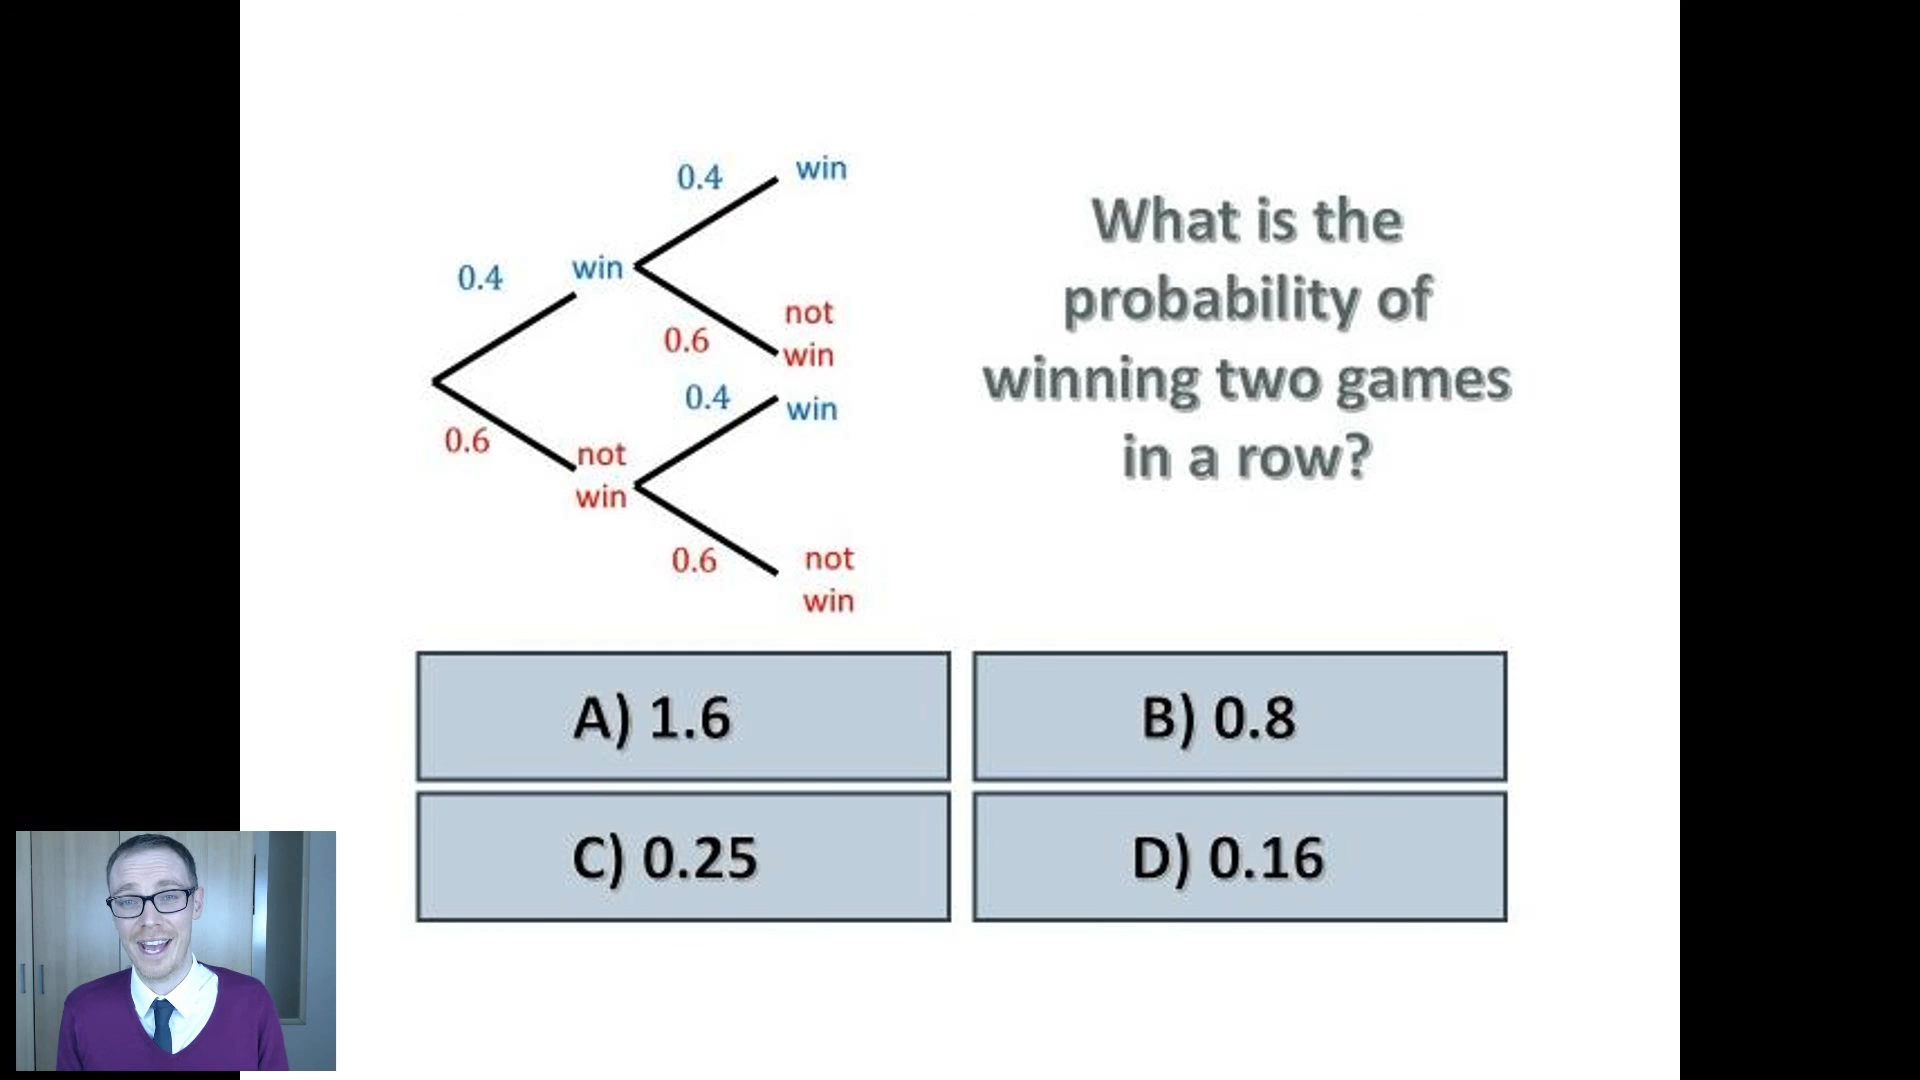 0.4
win
0.4
win
0.6
not
win
0.4
win
0.6
not
win
0.6
not
win
What is the
probability of
winning two games
in a row?
A) 1.6
B) 0.8
C) 0.25
D) 0.16